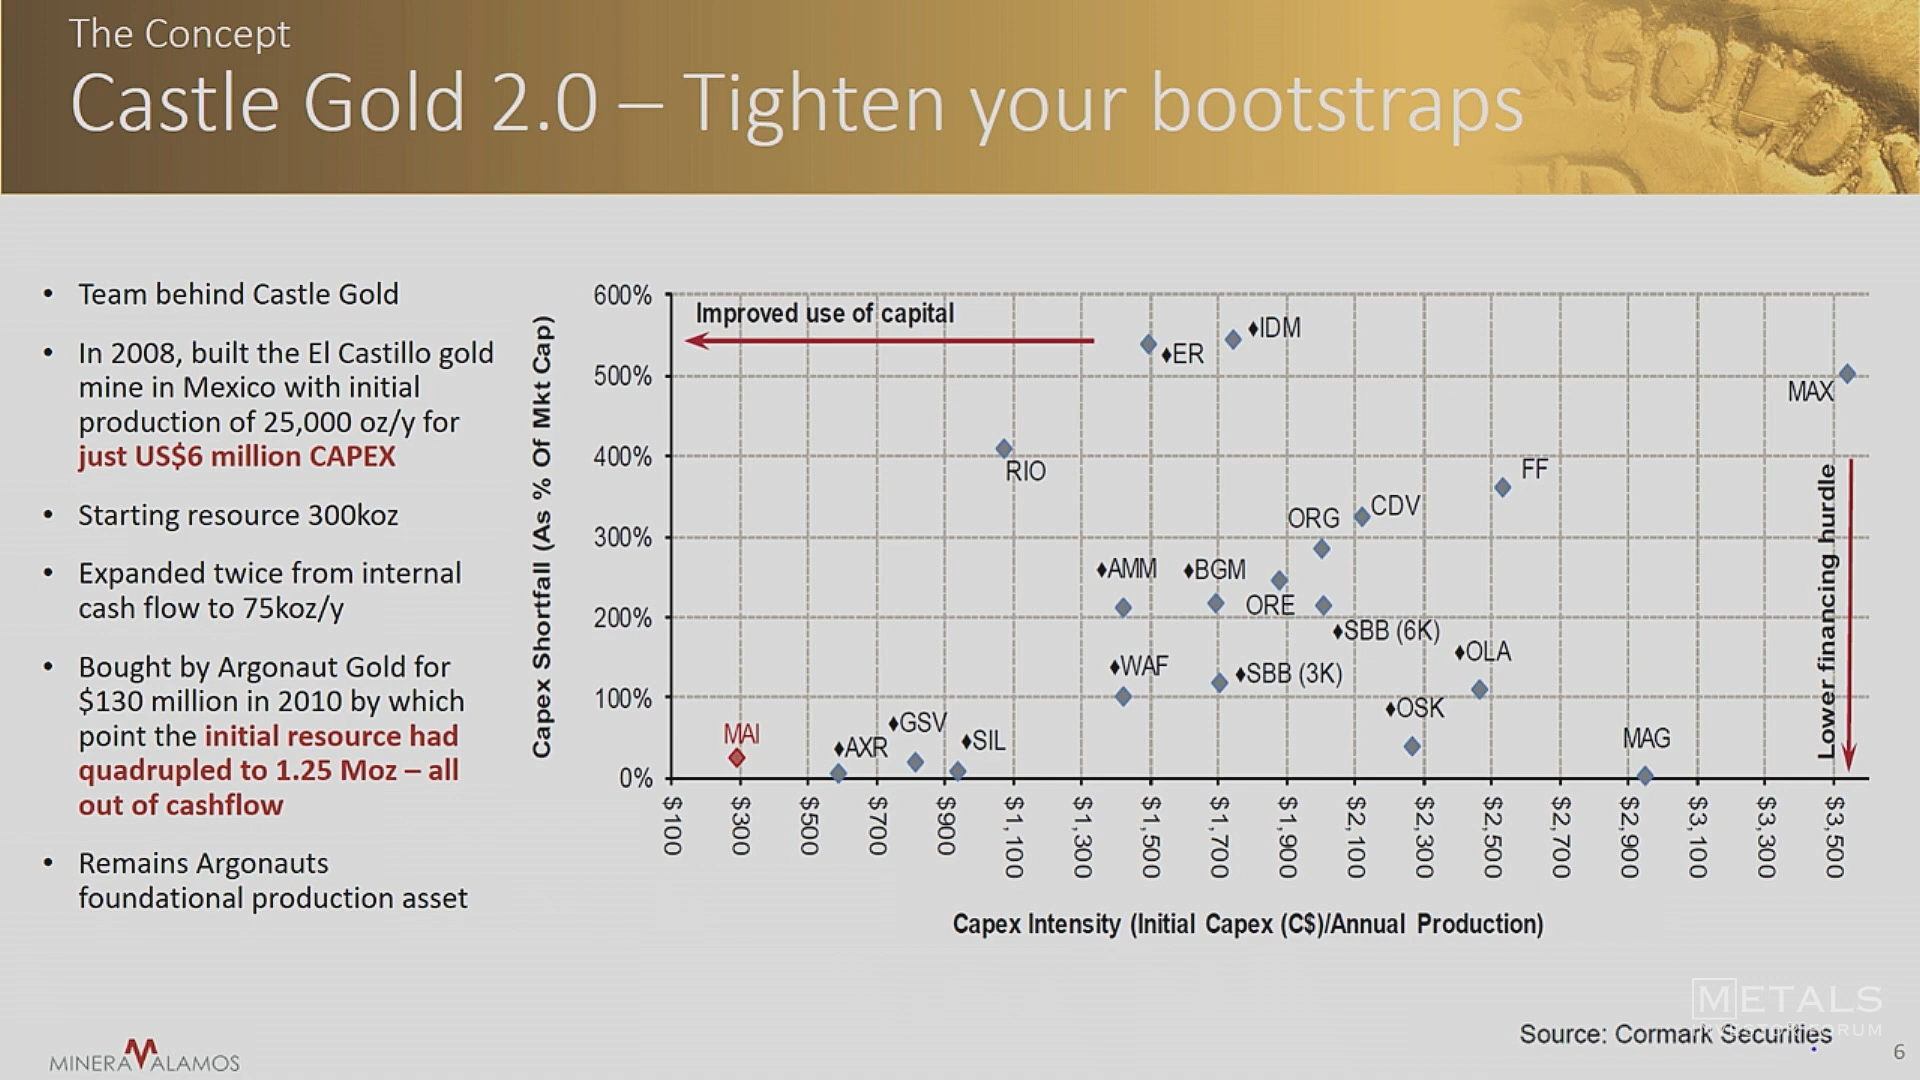 The Concept
Castle Gold 2.0 – Tighten your bootstraps
• Team behind Castle Gold
• In 2008, built the El Castillo gold
mine in Mexico with initial
production of 25,000 oz/y for
just US$6 million CAPEX
• Starting resource 300koz
• Expanded twice from internal
cash flow to 75koz/y
• Bought by Argonaut Gold for
$130 million in 2010 by which
point the initial resource had
quadrupled to 1.25 Moz – all
out of cashflow
• Remains Argonauts
foundational production asset
Capex Shortfall (As % Of Mkt Cap)
600%
500%
400%
300%
200%
100%
0%
Improved use of capital
♦IDM
♦ER
MAX
RIO
FF
CDV
ORG
♦AMM
♦BGM
ORE
♦SBB (6K)
♦OLA
♦WAF
♦SBB (3K)
♦OSK
♦GSV
MAI
♦AXR
♦SIL
MAG
Lower financing hurdle
$100
$300
$500
$700
$900
$1,100
$1,300
$1,500
$1,700
$1,900
$2,100
$2,300
$2,500
$2,700
$2,900
$3,100
$3,300
$3,500
Capex Intensity (Initial Capex (C$)/Annual Production)
METALS
Source: Cormark Securities
MINERA ALAMOS
6